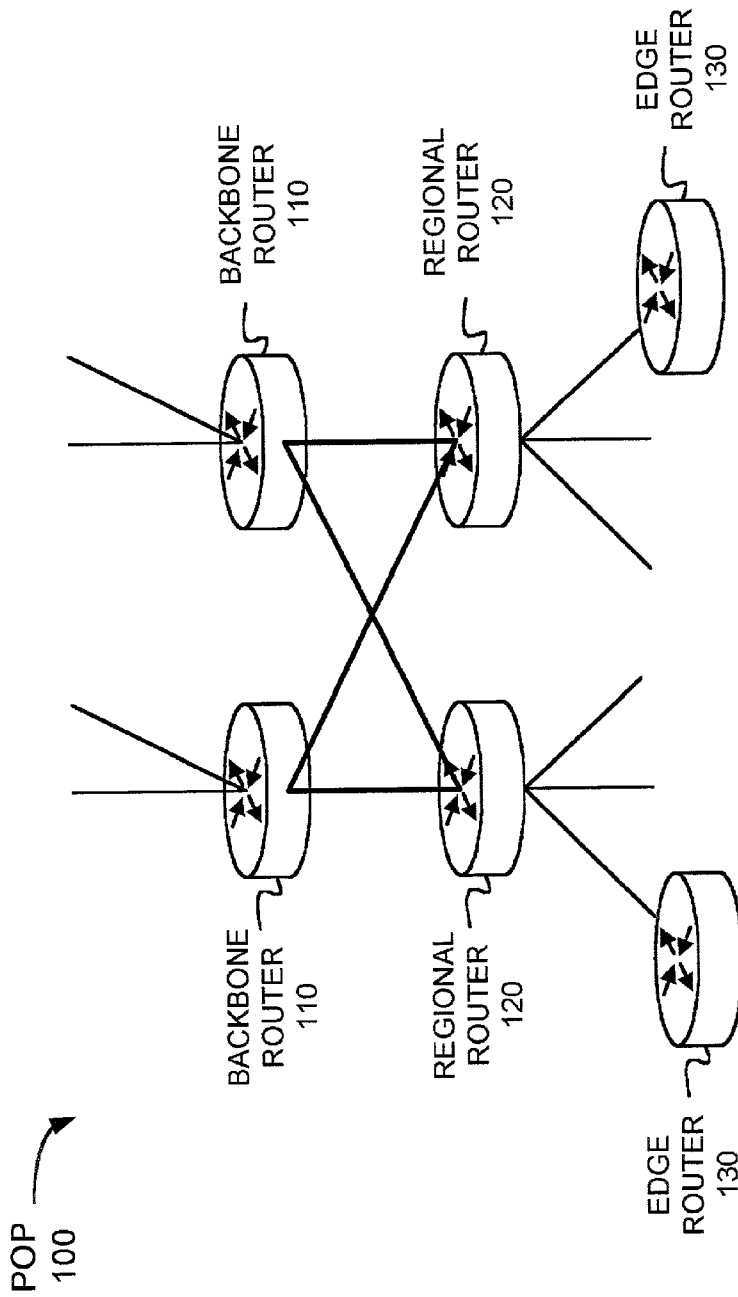 POP
100
BACKBONE
ROUTER
110
BACKBONE
ROUTER
110
REGIONAL
ROUTER
120
REGIONAL
ROUTER
120
EDGE
ROUTER
130
EDGE
ROUTER
130